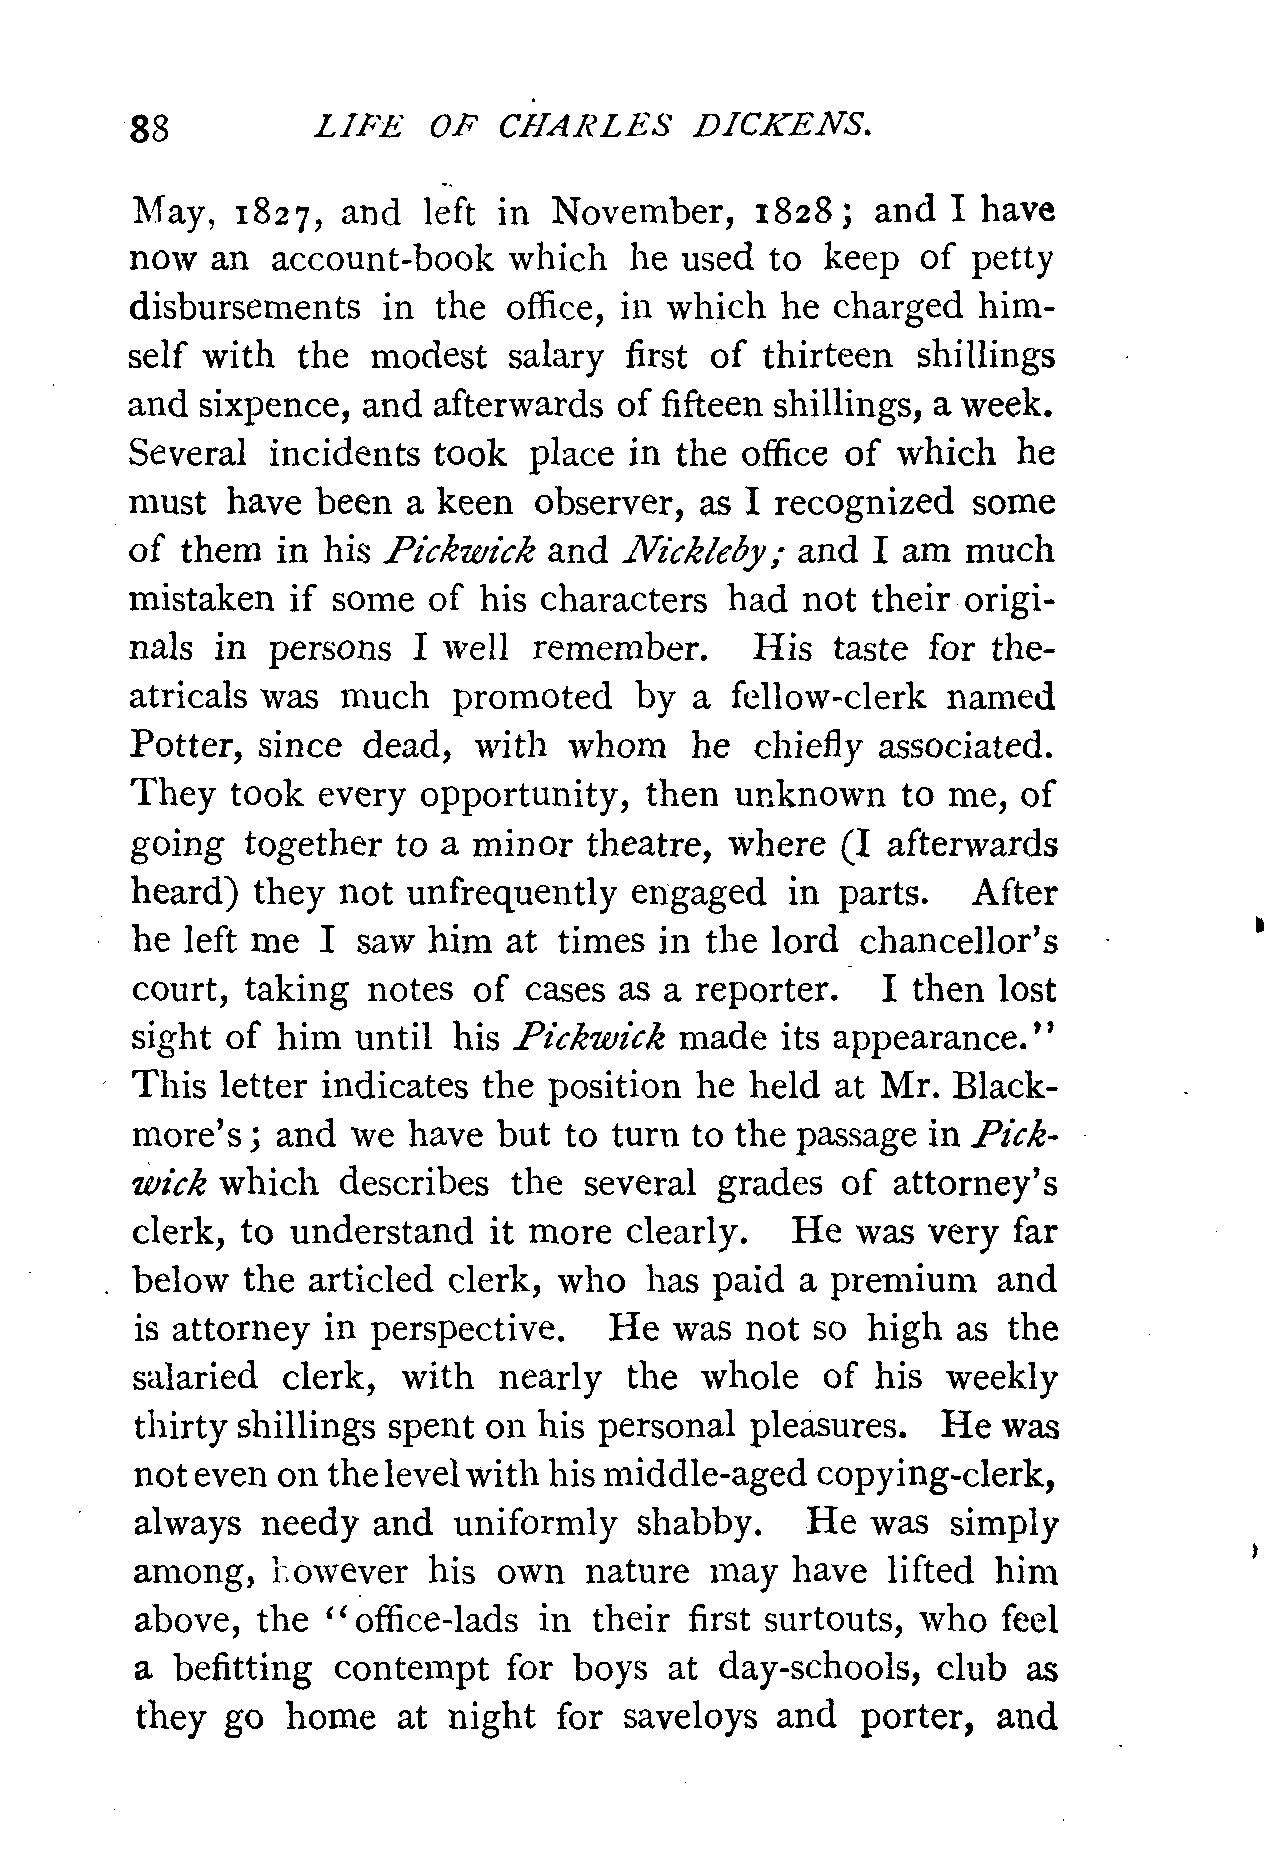 88 LIFE OF CHARLES DICKENS.
May, 1827, and left in November, 1828; and I have
now an account-book which he used to keep of petty
disbursements in the office, in which he charged him-
self with the modest salary first of thirteen shillings
and sixpence, and afterwards of fifteen shillings, a week.
Several incidents took place in the office of which he
must have been a keen observer, as I recognized some
of them in his Pickwick and Nickleby; and I am much
mistaken if some of his characters had not their origi-
nals in persons I well remember. His taste for the-
atricals was much promoted by a fellow-clerk named
Potter, since dead, with whom he chiefly associated.
They took every opportunity, then unknown to me, of
going together to a minor theatre, where (I afterwards
heard) they not unfrequently engaged in parts. After
he left me I saw him at times in the lord chancellor's
court, taking notes of cases as a reporter. I then lost
sight of him until his Pickwick made its appearance."
This letter indicates the position he held at Mr. Black-
more's; and we have but to turn to the passage in Pick-
wick which describes the several grades of attorney's
clerk, to understand it more clearly. He was very far
below the articled clerk, who has paid a premium and
is attorney in perspective. He was not so high as the
salaried clerk, with nearly the whole of his weekly
thirty shillings spent on his personal pleasures. He was
not even on the level with his middle-aged copying-clerk,
always needy and uniformly shabby. He was simply
among, however his own nature may have lifted him
above, the "office-lads in their first surtouts, who feel
a befitting contempt for boys at day-schools, club as
they go home at night for saveloys and porter, and